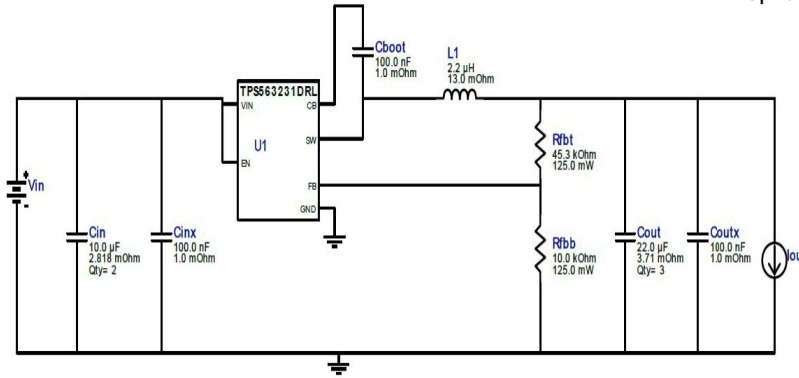 Cboot
100.0 nF
1.0 mOhm
L1
2.2 µH
13.0 mOhm
TPS563231DRL
VIN
CB
U1
SW
EN
FB
GND
Rfbt
45.3 kOhm
125.0 mW
Vin
Cin
10.0 µF
2.818 mOhm
Qty= 2
Cinx
100.0 nF
1.0 mOhm
Rfbb
10.0 kOhm
125.0 mW
Cout
22.0 µF
3.71 mOhm
Qty= 3
Coutx
100.0 nF
1.0 mOhm